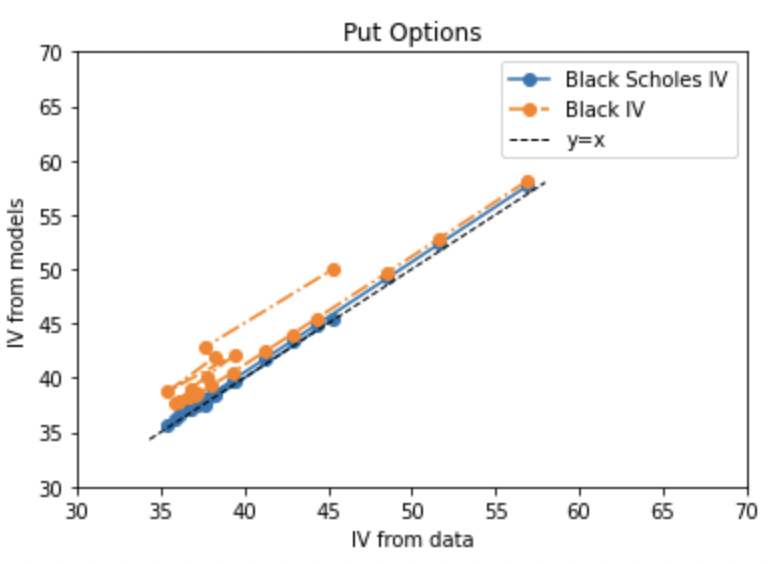 Put Options
70
65
60
55
50
45
40
35
30
IV from models
Black Scholes IV
Black IV
y=x
30 35 40 45 50 55 60 65 70
IV from data